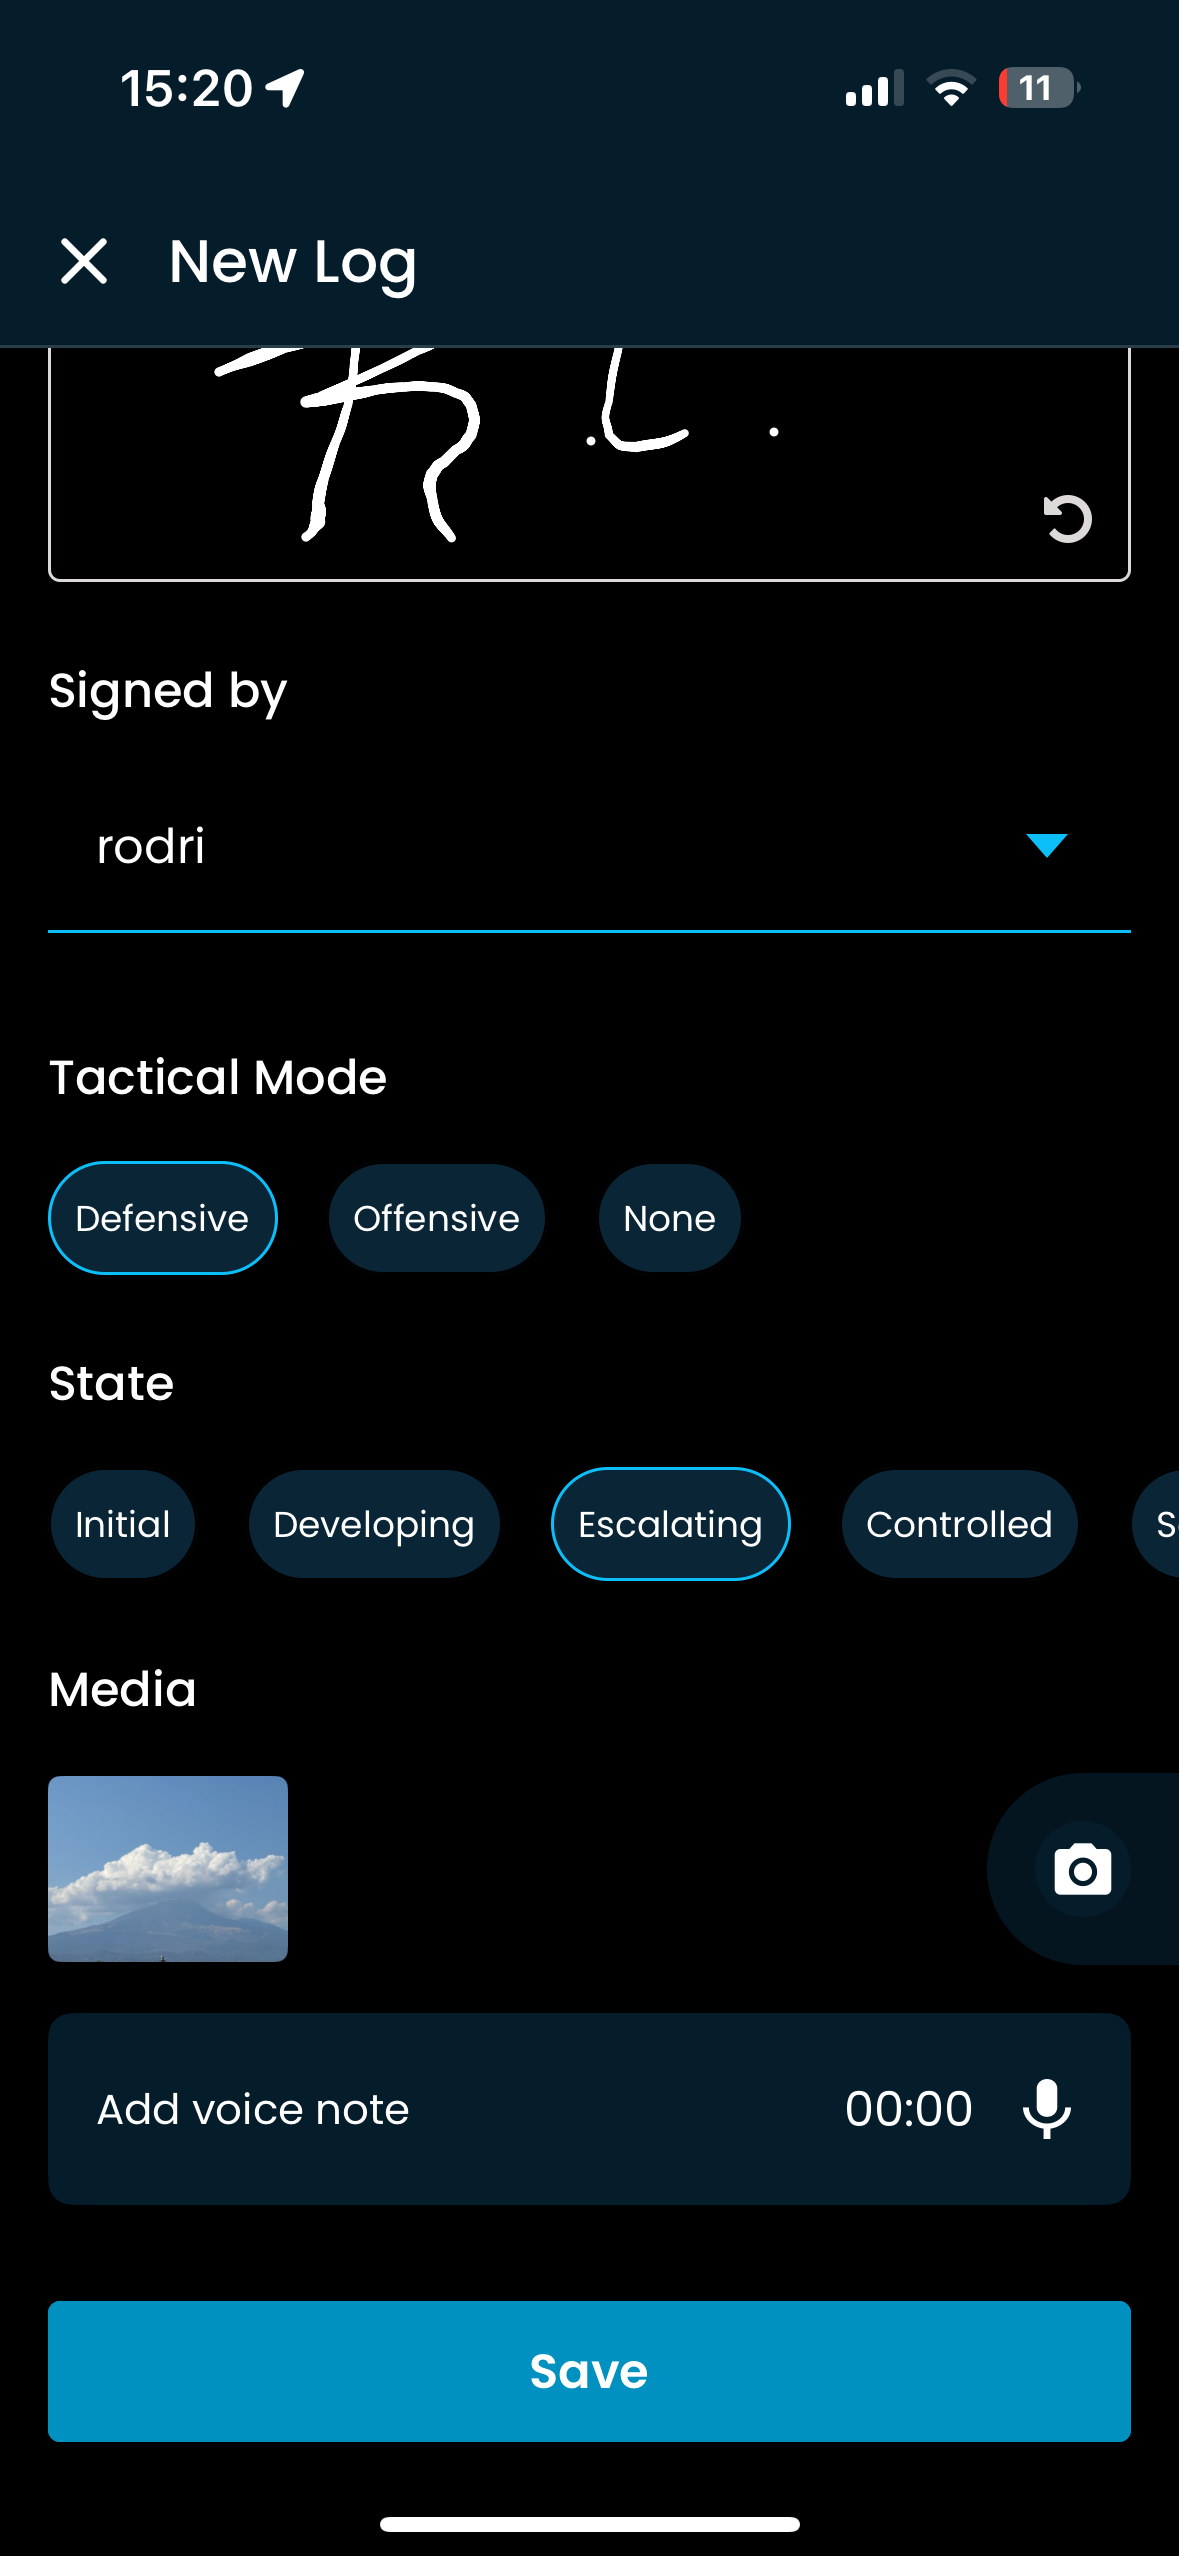 15:20 11
New Log
R . L .
Signed by
rodri
Tactical Mode
Defensive Offensive None
State
Initial Developing Escalating Controlled
Media
Add voice note 00:00
Save